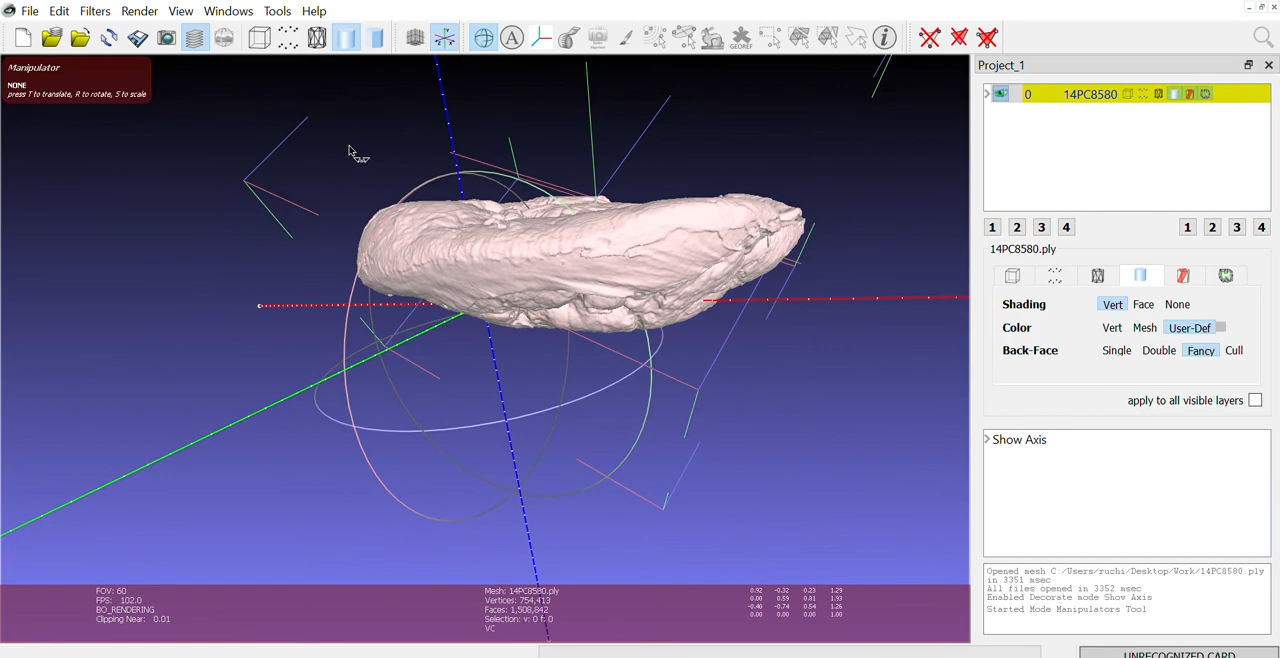 File Edit Filters Render View Windows Tools Help
A GEOREF i
Manipulator
NONE
press T to translate, R to rotate, S to scale
Project_1
0 14PC8580
1 2 3 4 1 2 3 4
14PC8580.ply
Shading Vert Face None
Color Vert Mesh User-Def
Back-Face Single Double Fancy Cull
apply to all visible layers
Show Axis
Opened mesh C:/Users/ruchi/Desktop/Work/14PC8580.ply
in 3351 msec
All files opened in 3352 msec
Enabled Decorate mode Show Axis
Started Mode Manipulators Tool
FOV: 60
FPS: 102.0
BO_RENDERING
Clipping Near: 0.01
Mesh: 14PC8580.ply
Vertices: 754,413
Faces: 1,508,842
Selection: v: 0 f: 0
VC
0.92 -0.32 0.23 1.29
0.00 0.59 0.81 1.93
-0.40 -0.74 0.54 1.26
0.00 0.00 0.00 1.00
UNRECOGNIZED CARD